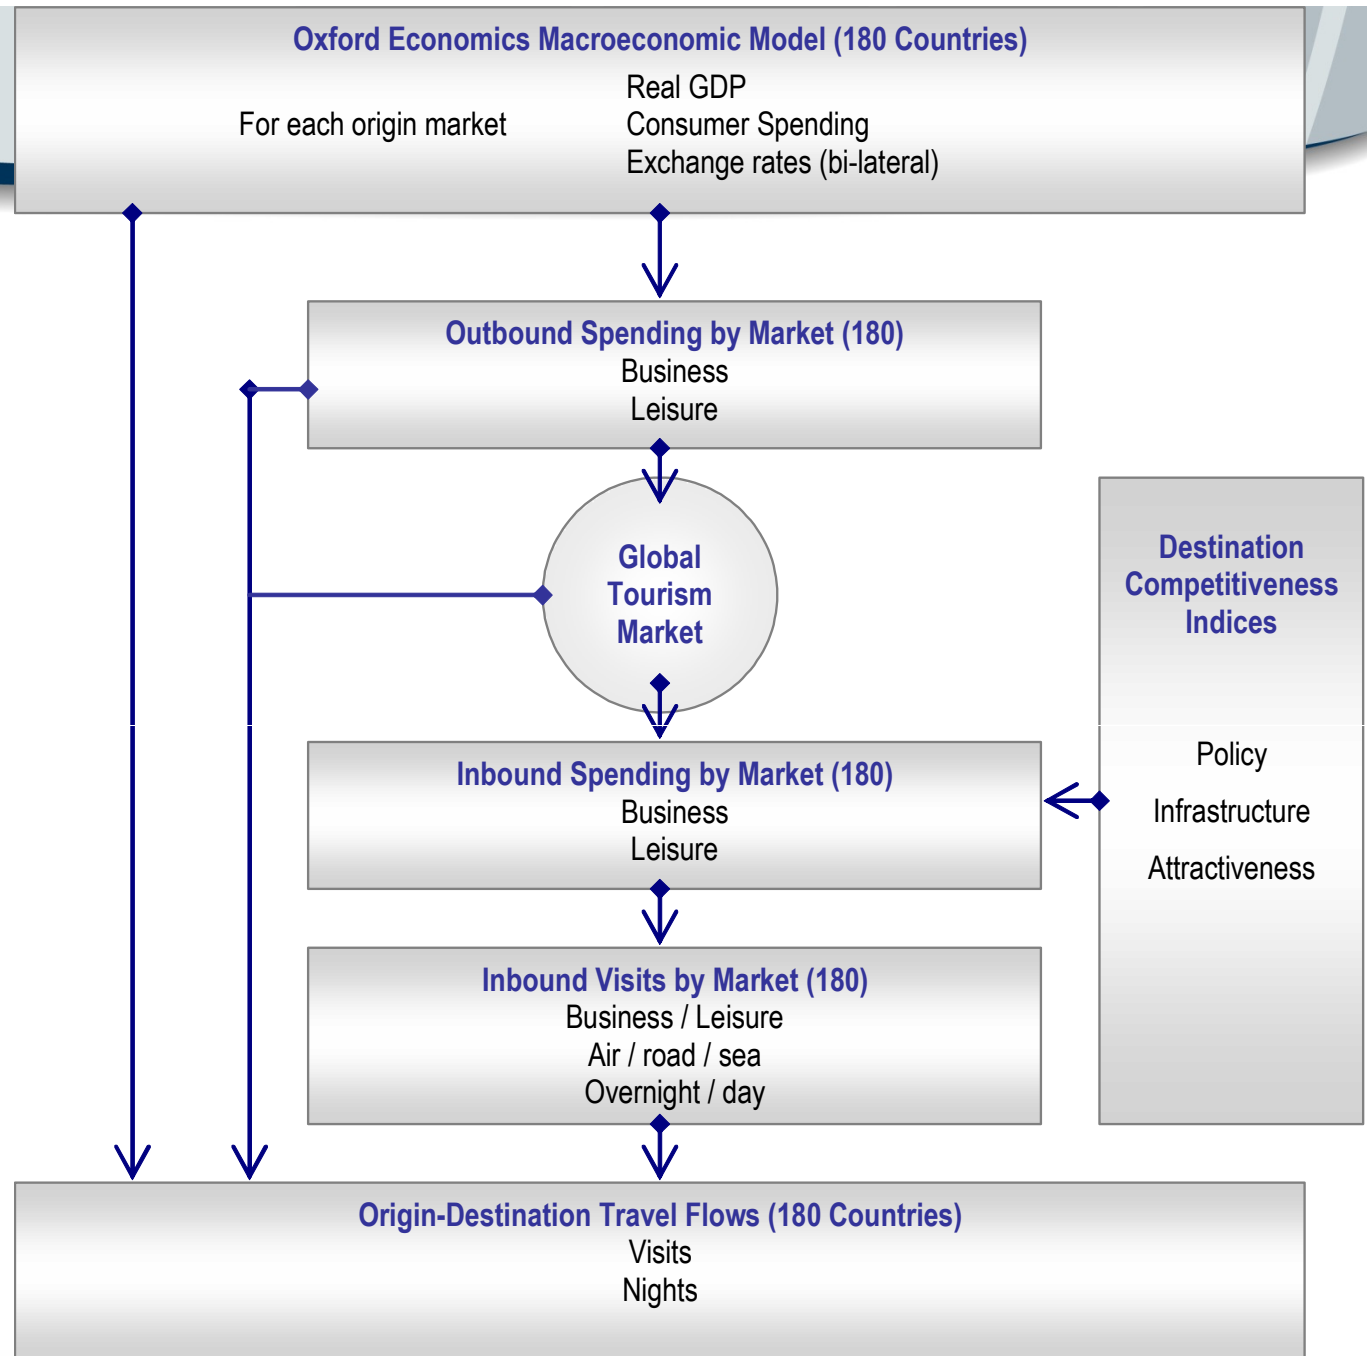 Oxford Economics Macroeconomic Model (180 Countries)
Real GDP
For each origin market
Consumer Spending
Exchange rates (bi-lateral)
Outbound Spending by Market (180)
Business
Leisure
Global
Tourism
Market
Destination
Competitiveness
Indices
Policy
Infrastructure
Attractiveness
Inbound Spending by Market (180)
Business
Leisure
Inbound Visits by Market (180)
Business / Leisure
Air / road / sea
Overnight / day
Origin-Destination Travel Flows (180 Countries)
Visits
Nights